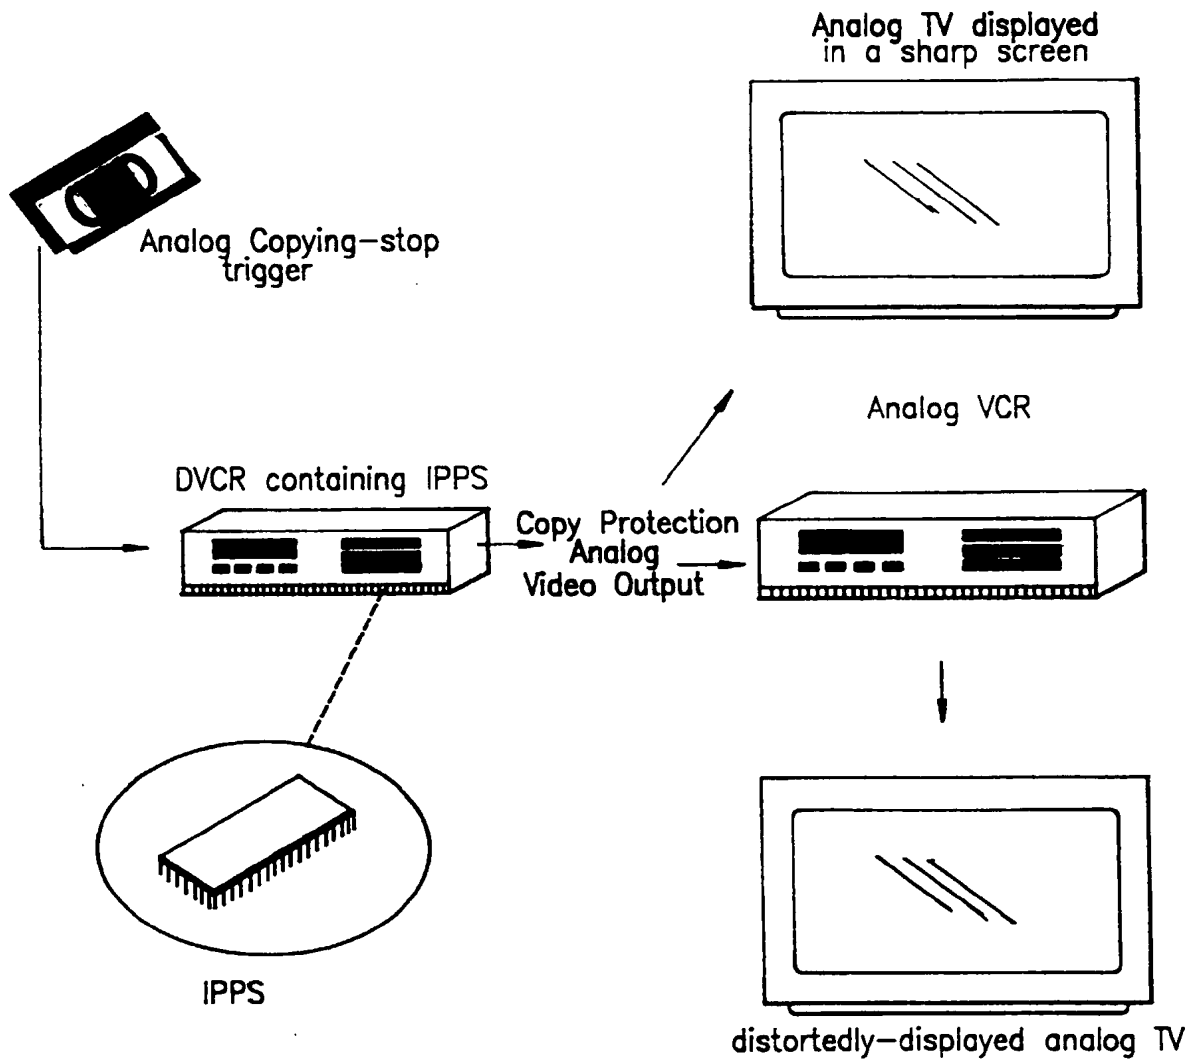 Analog TV displayed
in a sharp screen
Analog Copying-stop
trigger
Analog VCR
DVCR containing IPPS
Copy Protection
Analog
Video Output
IPPS
distortedly-displayed analog TV